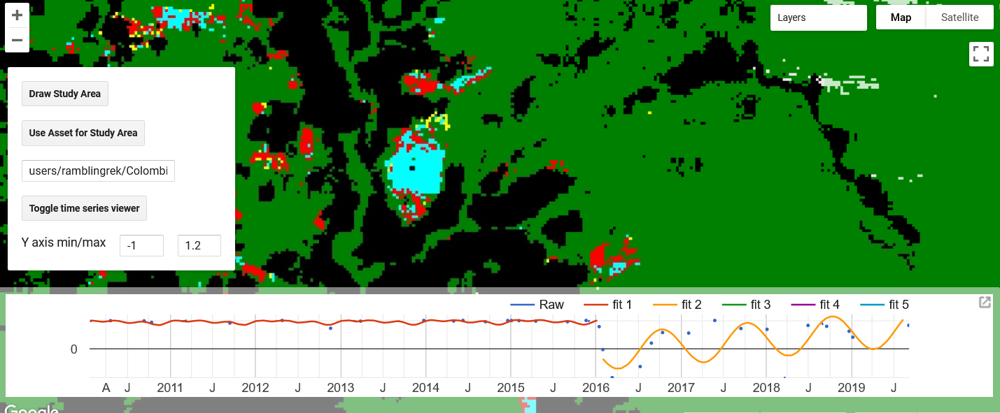 +
−
Layers
Map
Satellite
Draw Study Area
Use Asset for Study Area
users/ramblingrek/Colombi
Toggle time series viewer
Y axis min/max
-1
1.2
Raw
fit 1
fit 2
fit 3
fit 4
fit 5
0
A J 2011 J 2012 J 2013 J 2014 J 2015 J 2016 J 2017 J 2018 J 2019 J
Google